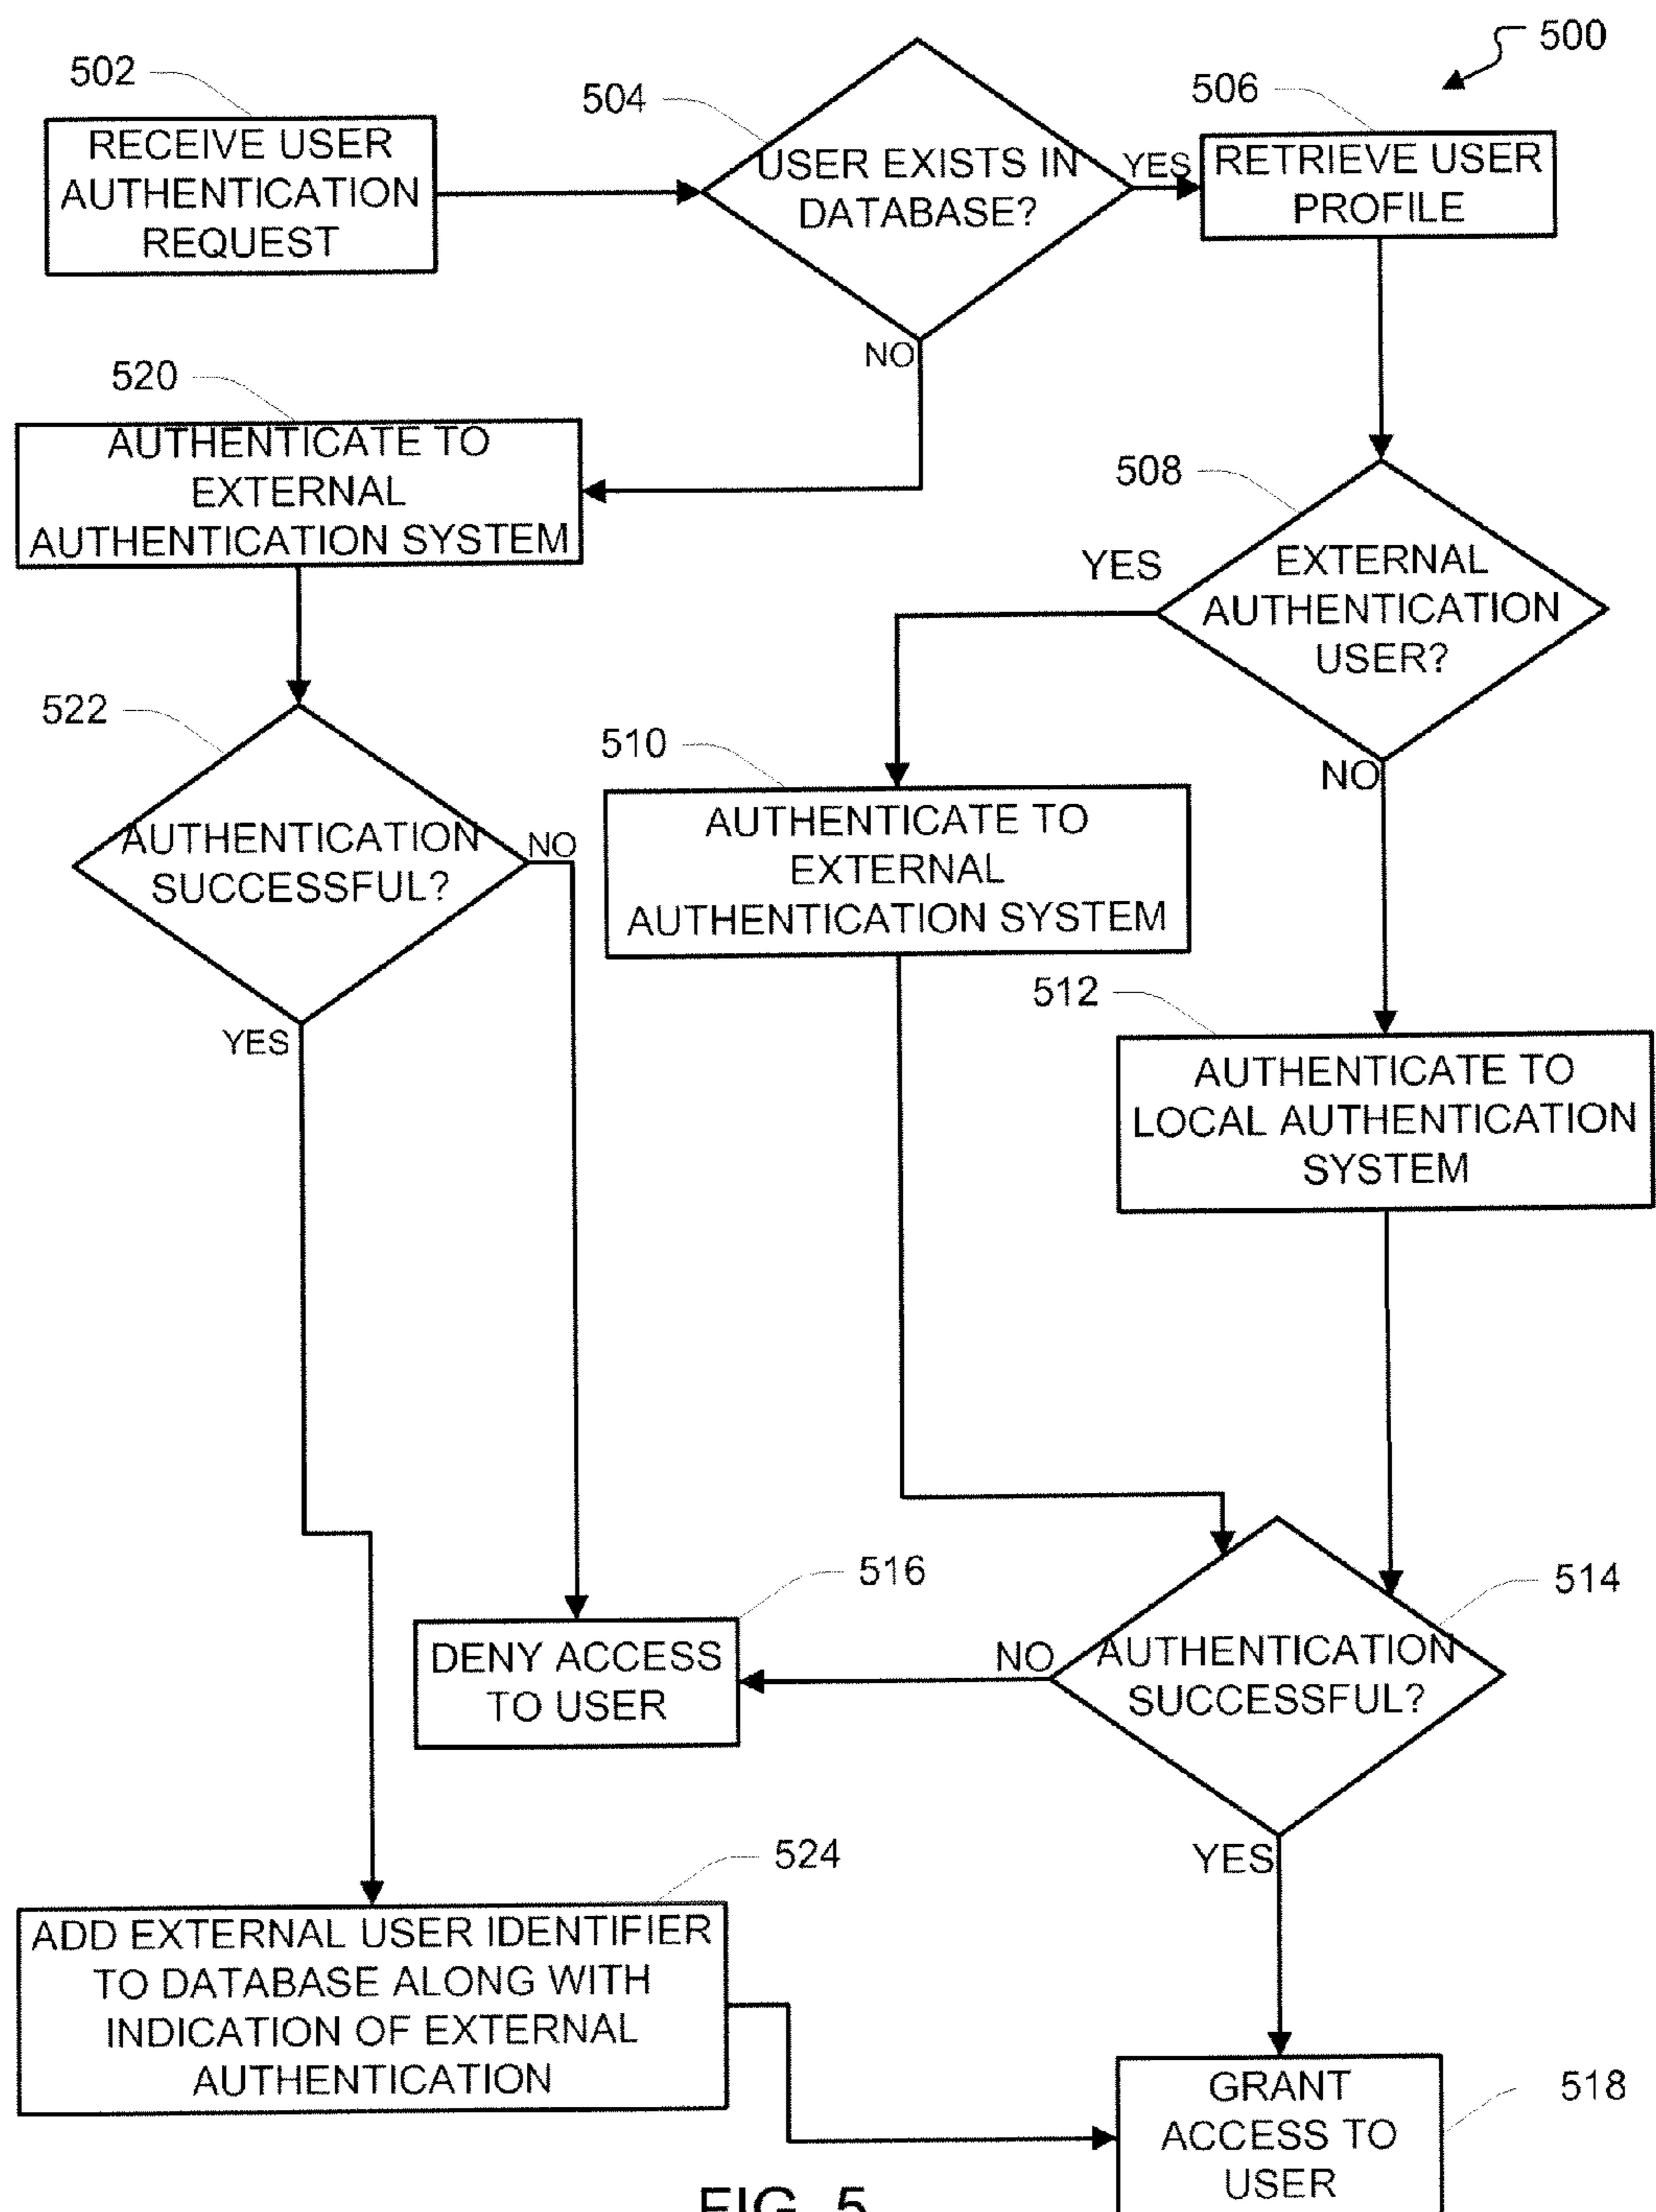 500
502
RECEIVE USER
AUTHENTICATION
REQUEST
504
USER EXISTS IN
DATABASE?
YES
NO
506
RETRIEVE USER
PROFILE
520
AUTHENTICATE TO
EXTERNAL
AUTHENTICATION SYSTEM
508
EXTERNAL
AUTHENTICATION
USER?
YES
NO
522
AUTHENTICATION
SUCCESSFUL?
NO
YES
510
AUTHENTICATE TO
EXTERNAL
AUTHENTICATION SYSTEM
512
AUTHENTICATE TO
LOCAL AUTHENTICATION
SYSTEM
516
DENY ACCESS
TO USER
514
AUTHENTICATION
SUCCESSFUL?
NO
YES
524
ADD EXTERNAL USER IDENTIFIER
TO DATABASE ALONG WITH
INDICATION OF EXTERNAL
AUTHENTICATION
518
GRANT
ACCESS TO
USER
FIG. 5